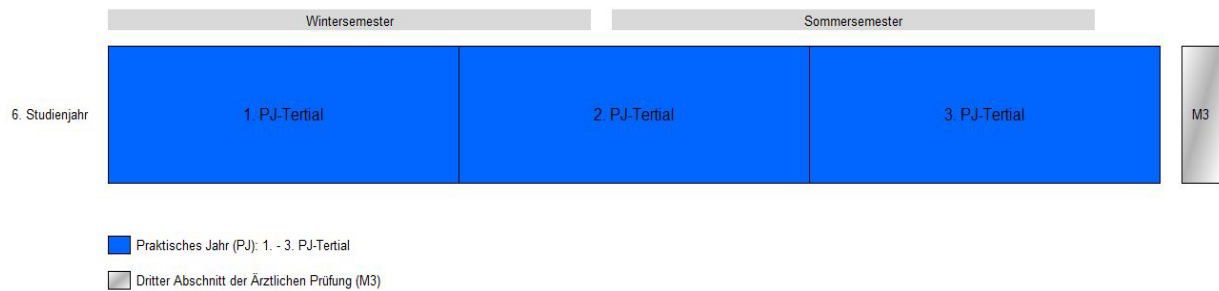 Wintersemester Sommersemester
6. Studienjahr 1. PJ-Tertial 2. PJ-Tertial 3. PJ-Tertial M3
Praktisches Jahr (PJ): 1. - 3. PJ-Tertial
Dritter Abschnitt der Ärztlichen Prüfung (M3)